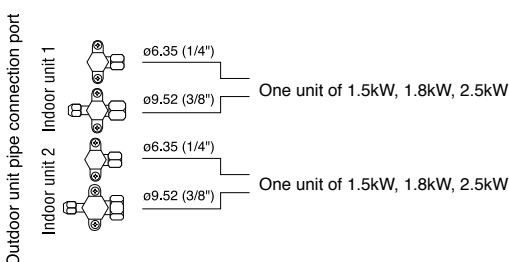 Outdoor unit pipe connection port
Indoor unit 1
ø6.35 (1/4")
ø9.52 (3/8")
One unit of 1.5kW, 1.8kW, 2.5kW
Indoor unit 2
ø6.35 (1/4")
ø9.52 (3/8")
One unit of 1.5kW, 1.8kW, 2.5kW